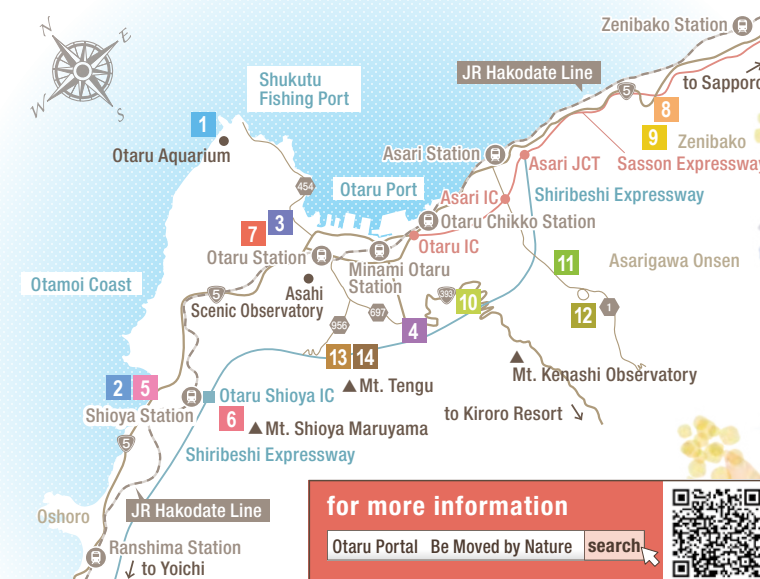 Zenibako Station
N
E
W
S
JR Hakodate Line
to Sapporo
Shukutu
Fishing Port
5
8
1
9
Zenibako
Otaru Aquarium
Asari Station
Asari JCT
Sasson Expressway
454
Otaru Port
Asari IC
Shiribeshi Expressway
7
3
Otaru Chikko Station
Otaru IC
Otaru Station
Minami Otaru
Station
11
Asarigawa Onsen
Otamoi Coast
Asahi
Scenic Observatory
5
393
10
1
12
697
956
4
13
14
Mt. Kenashi Observatory
2
5
Mt. Tengu
Otaru Shioya IC
Shioya Station
6
to Kiroro Resort
Mt. Shioya Maruyama
5
Shiribeshi Expressway
for more information
JR Hakodate Line
Oshoro
Otaru Portal Be Moved by Nature
search
Ranshima Station
to Yoichi